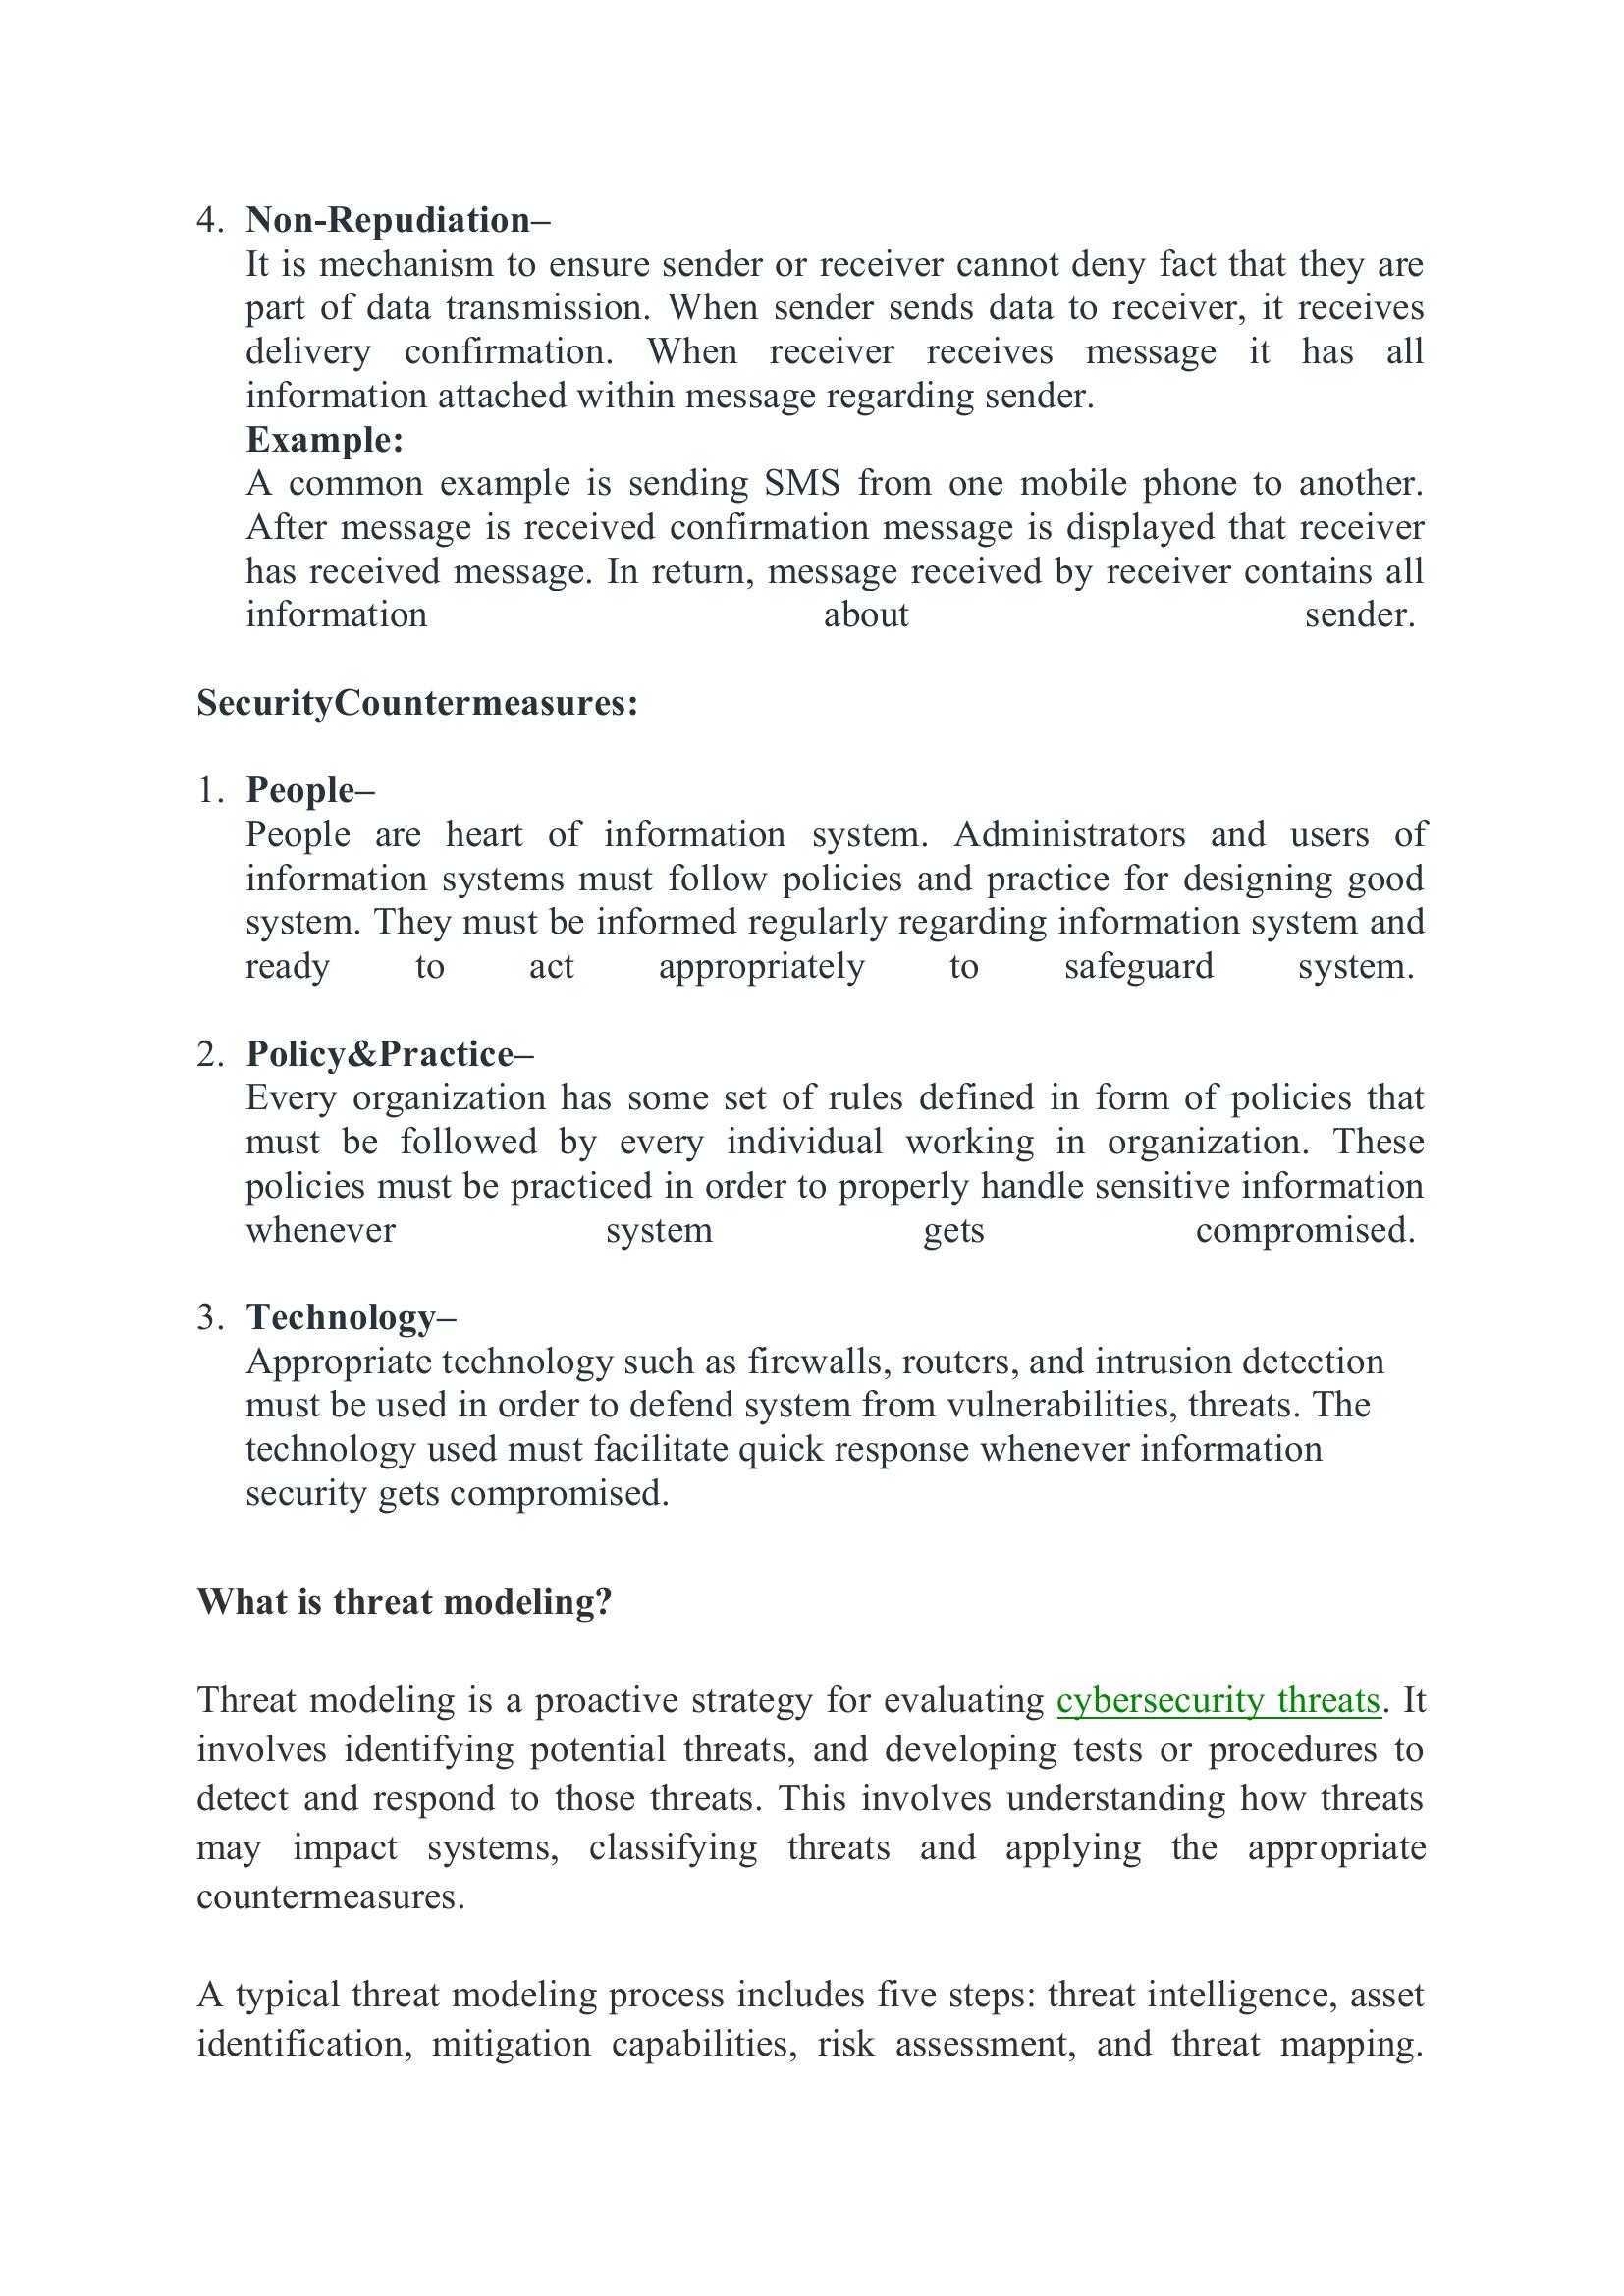 4. Non-Repudiation–
It is mechanism to ensure sender or receiver cannot deny fact that they are
part of data transmission. When sender sends data to receiver, it receives
delivery confirmation. When receiver receives message it has all
information attached within message regarding sender.
Example:
A common example is sending SMS from one mobile phone to another.
After message is received confirmation message is displayed that receiver
has received message. In return, message received by receiver contains all
information about sender.
SecurityCountermeasures:
1. People–
People are heart of information system. Administrators and users of
information systems must follow policies and practice for designing good
system. They must be informed regularly regarding information system and
ready to act appropriately to safeguard system.
2. Policy&Practice–
Every organization has some set of rules defined in form of policies that
must be followed by every individual working in organization. These
policies must be practiced in order to properly handle sensitive information
whenever system gets compromised.
3. Technology–
Appropriate technology such as firewalls, routers, and intrusion detection
must be used in order to defend system from vulnerabilities, threats. The
technology used must facilitate quick response whenever information
security gets compromised.
What is threat modeling?
Threat modeling is a proactive strategy for evaluating cybersecurity threats. It
involves identifying potential threats, and developing tests or procedures to
detect and respond to those threats. This involves understanding how threats
may impact systems, classifying threats and applying the appropriate
countermeasures.
A typical threat modeling process includes five steps: threat intelligence, asset
identification, mitigation capabilities, risk assessment, and threat mapping.